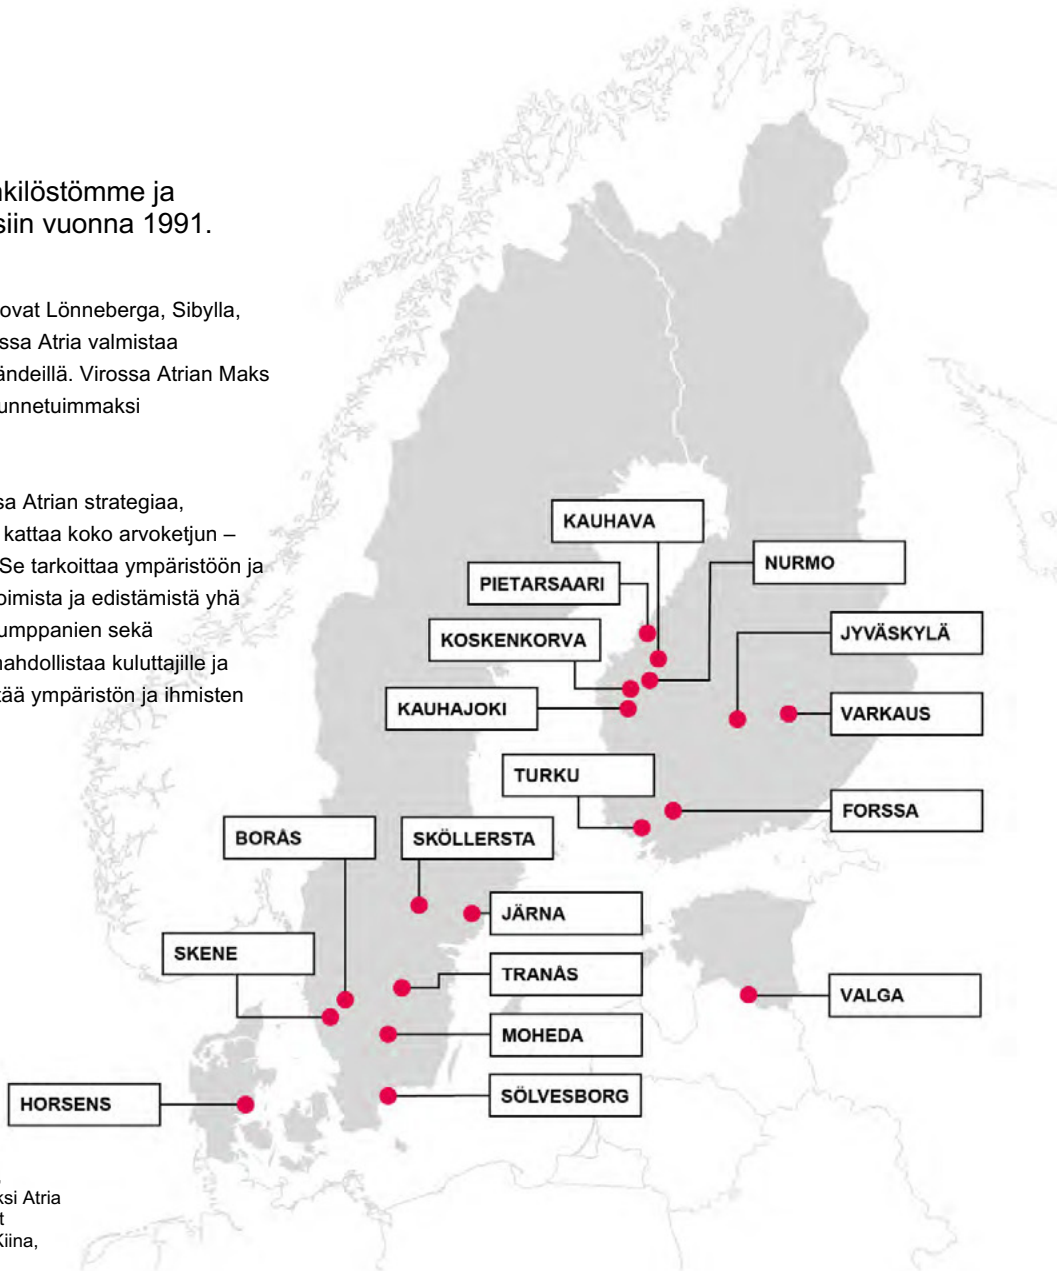 nkilöstömme ja
siin vuonna 1991.
ovat Lönneberga, Sibylla,
ssa Atria valmistaa
ändeillä. Virossa Atrian Maks
unnetuimmaksi
sa Atrian strategiaa,
kattaa koko arvoketjun –
Se tarkoittaa ympäristöön ja
oimista ja edistämistä yhä
umppanien sekä
mahdollistaa kuluttajille ja
tää ympäristön ja ihmisten
KAUHAVA
NURMO
PIETARSAARI
KOSKENKORVA
JYVÄSKYLÄ
KAUHAJOKI
VARKAUS
TURKU
FORSSA
BORÅS
SKÖLLERSTA
JÄRNA
SKENE
TRANÅS
VALGA
MOHEDA
SÖLVESBORG
HORSENS
ksi Atria
t
Kiina,